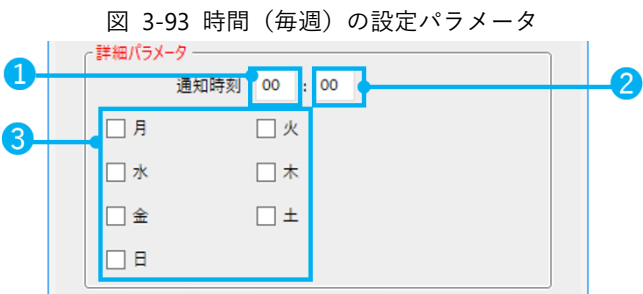 図 3-93 時間（毎週）の設定パラメータ
詳細パラメータ
1 通知時刻 00 : 00 2
3 月 火
水 木
金 土
日